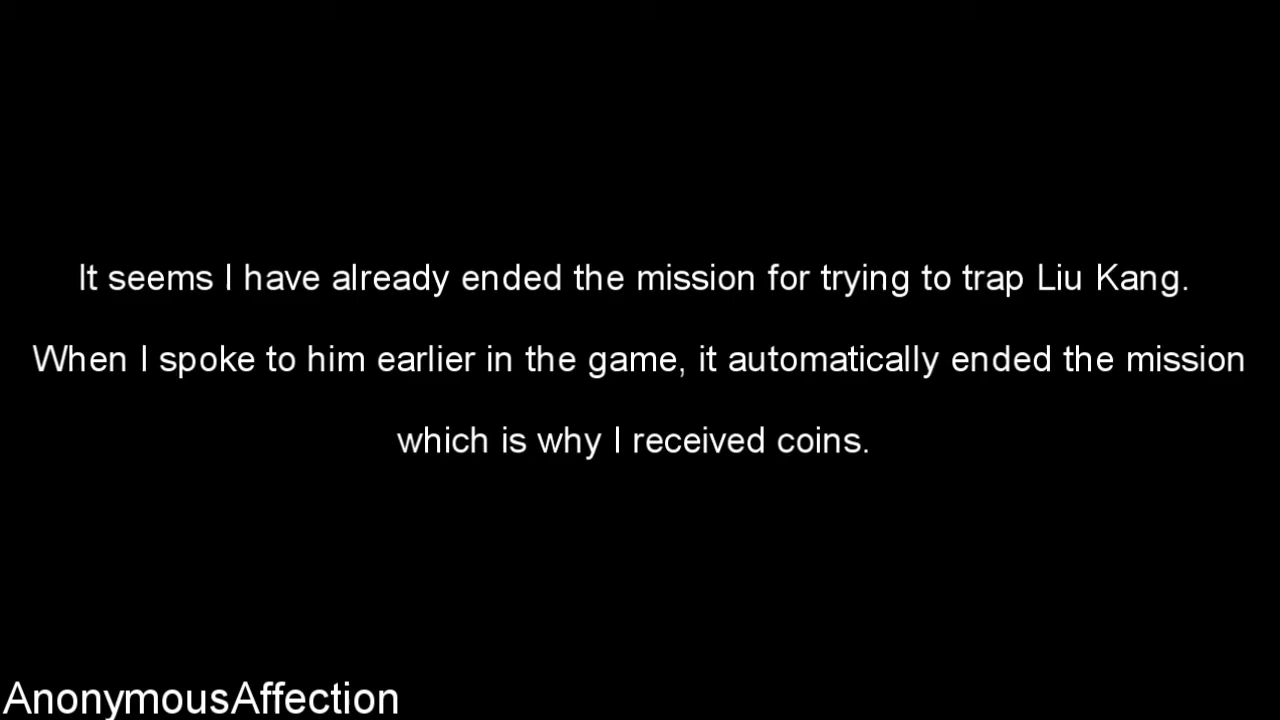 It seems I have already ended the mission for trying to trap Liu Kang.
When I spoke to him earlier in the game, it automatically ended the mission
which is why I received coins.
AnonymousAffection